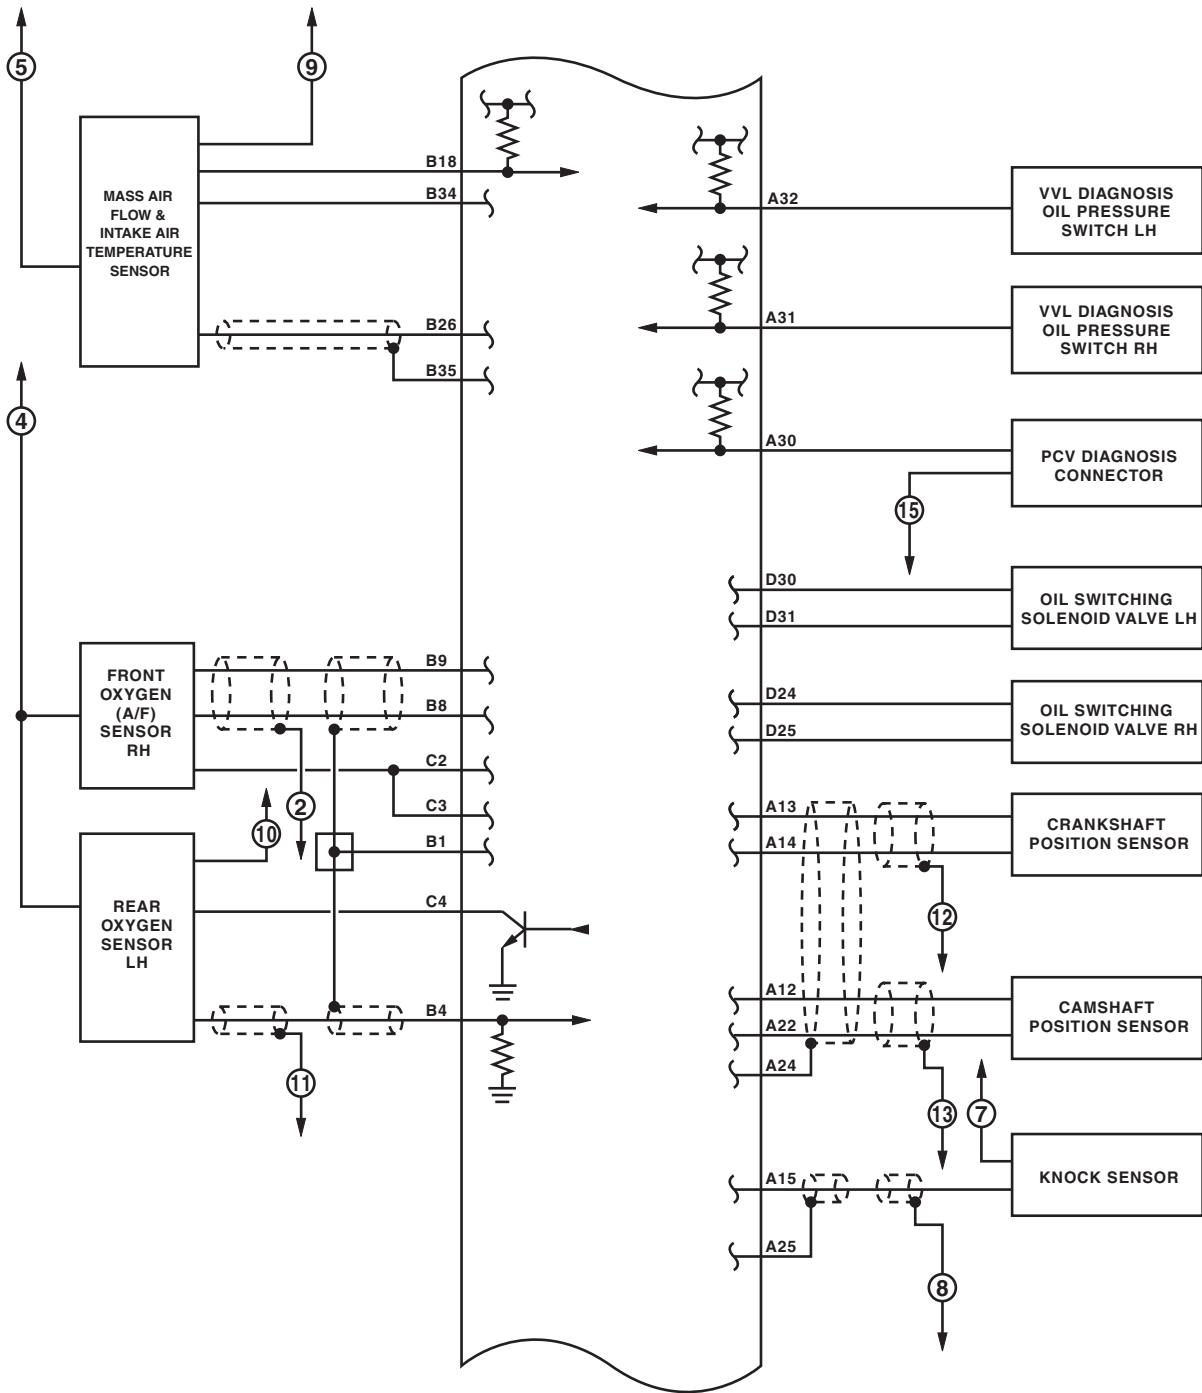 5
9
MASS AIR
FLOW &
INTAKE AIR
TEMPERATURE
SENSOR
B18
B34
B26
B35
4
FRONT
OXYGEN
(A/F)
SENSOR
RH
B9
B8
C2
C3
B1
2
10
REAR
OXYGEN
SENSOR
LH
C4
B4
11
A32
VVL DIAGNOSIS
OIL PRESSURE
SWITCH LH
A31
VVL DIAGNOSIS
OIL PRESSURE
SWITCH RH
A30
PCV DIAGNOSIS
CONNECTOR
15
D30
D31
OIL SWITCHING
SOLENOID VALVE LH
D24
D25
OIL SWITCHING
SOLENOID VALVE RH
A13
A14
CRANKSHAFT
POSITION SENSOR
12
A12
A22
A24
CAMSHAFT
POSITION SENSOR
13
7
A15
KNOCK SENSOR
A25
8